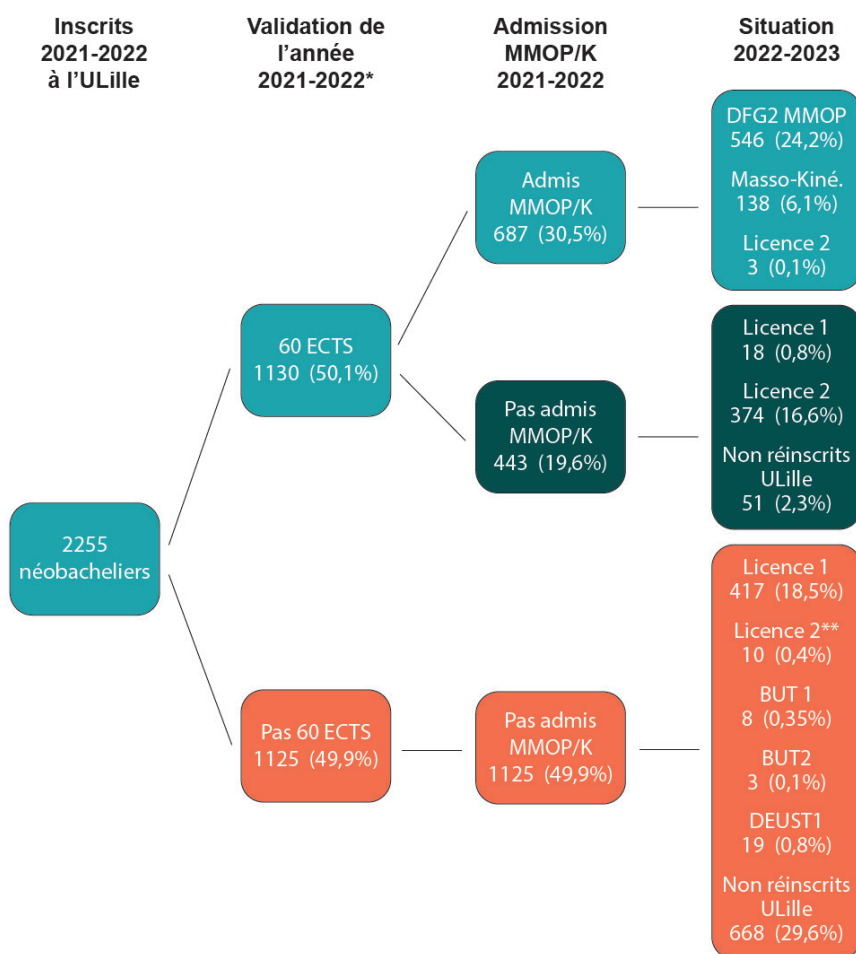 Inscrits
2021-2022
à l'ULille
Validation de
l'année
2021-2022*
Admission
MMOP/K
2021-2022
Situation
2022-2023
2255
néobacheliers
60 ECTS
1130 (50,1%)
Pas 60 ECTS
1125 (49,9%)
Admis
MMOP/K
687 (30,5%)
Pas admis
MMOP/K
443 (19,6%)
Pas admis
MMOP/K
1125 (49,9%)
DFG2 MMOP
546 (24,2%)
Masso-Kiné.
138 (6,1%)
Licence 2
3 (0,1%)
Licence 1
18 (0,8%)
Licence 2
374 (16,6%)
Non réinscrits
ULille
51 (2,3%)
Licence 1
417 (18,5%)
Licence 2**
10 (0,4%)
BUT 1
8 (0,35%)
BUT2
3 (0,1%)
DEUST1
19 (0,8%)
Non réinscrits
ULille
668 (29,6%)